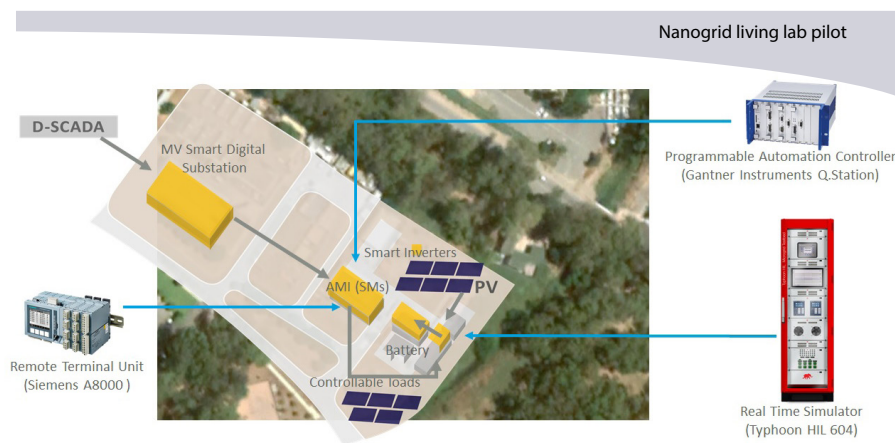 Nanogrid living lab pilot
D-SCADA
MV Smart Digital
Substation
Programmable Automation Controller
(Gantner Instruments Q.Station)
Smart Inverters
AMI (SMs)
PV
Battery
Remote Terminal Unit
(Siemens A8000 )
Controllable loads
Real Time Simulator
(Typhoon HIL 604)